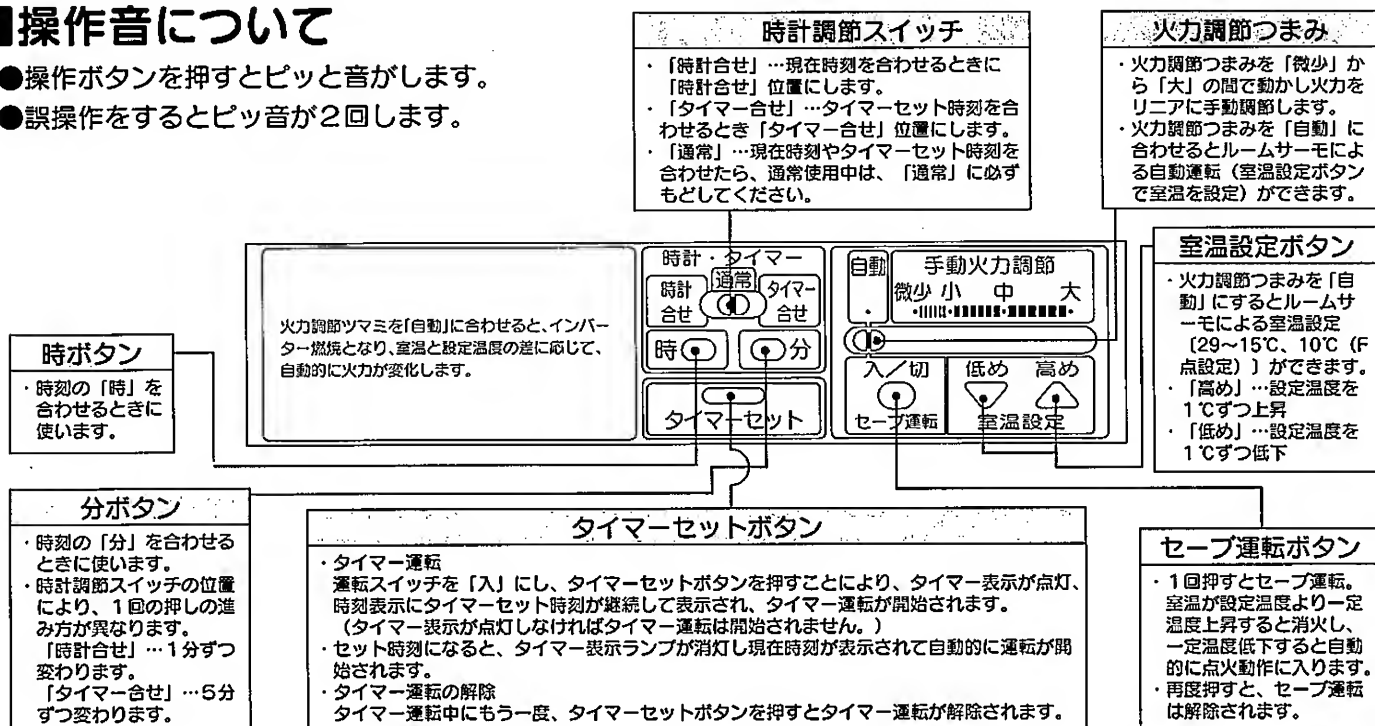 ■操作音について
●操作ボタンを押すとピッと音がします。
●誤操作をするとピッ音が2回します。
時計調節スイッチ
・「時計合せ」…現在時刻を合わせるときに
「時計合せ」位置にします。
・「タイマー合せ」…タイマーセット時刻を合
わせるとき「タイマー合せ」位置にします。
・「通常」…現在時刻やタイマーセット時刻を
合わせたら、通常使用中は、「通常」に必ず
もどしてください。
火力調節つまみ
・火力調節つまみを「微少」か
ら「大」の間で動かし火力を
リニアに手動調節します。
・火力調節つまみを「自動」に
合わせるとルームサーモによ
る自動運転（室温設定ボタン
で室温を設定）ができます。
火力調節ツマミを「自動」に合わせると、インバー
ター燃焼となり、室温と設定温度の差に応じて、
自動的に火力が変化します。
時計・タイマー
時計
合せ
通常
タイマー
合せ
時
分
タイマーセット
自動
手動火力調節
微少 小 中 大
入／切
セーブ運転
低め 高め
室温設定
室温設定ボタン
・火力調節つまみを「自
動」にするとルームサ
ーモによる室温設定
〔29～15℃、10℃（F
点設定）〕ができます。
・「高め」…設定温度を
1℃ずつ上昇
・「低め」…設定温度を
1℃ずつ低下
時ボタン
・時刻の「時」を
合わせるときに
使います。
分ボタン
・時刻の「分」を合わせる
ときに使います。
・時計調節スイッチの位置
により、1回の押しの進
み方が異なります。
「時計合せ」…1分ずつ
変わります。
「タイマー合せ」…5分
ずつ変わります。
タイマーセットボタン
・タイマー運転
運転スイッチを「入」にし、タイマーセットボタンを押すことにより、タイマー表示が点灯、
時刻表示にタイマーセット時刻が継続して表示され、タイマー運転が開始されます。
（タイマー表示が点灯しなければタイマー運転は開始されません。）
・セット時刻になると、タイマー表示ランプが消灯し現在時刻が表示されて自動的に運転が開
始されます。
・タイマー運転の解除
タイマー運転中にもう一度、タイマーセットボタンを押すとタイマー運転が解除されます。
セーブ運転ボタン
・1回押すとセーブ運転。
室温が設定温度より一定
温度上昇すると消火し、
一定温度低下すると自動
的に点火動作に入ります。
・再度押すと、セーブ運転
は解除されます。